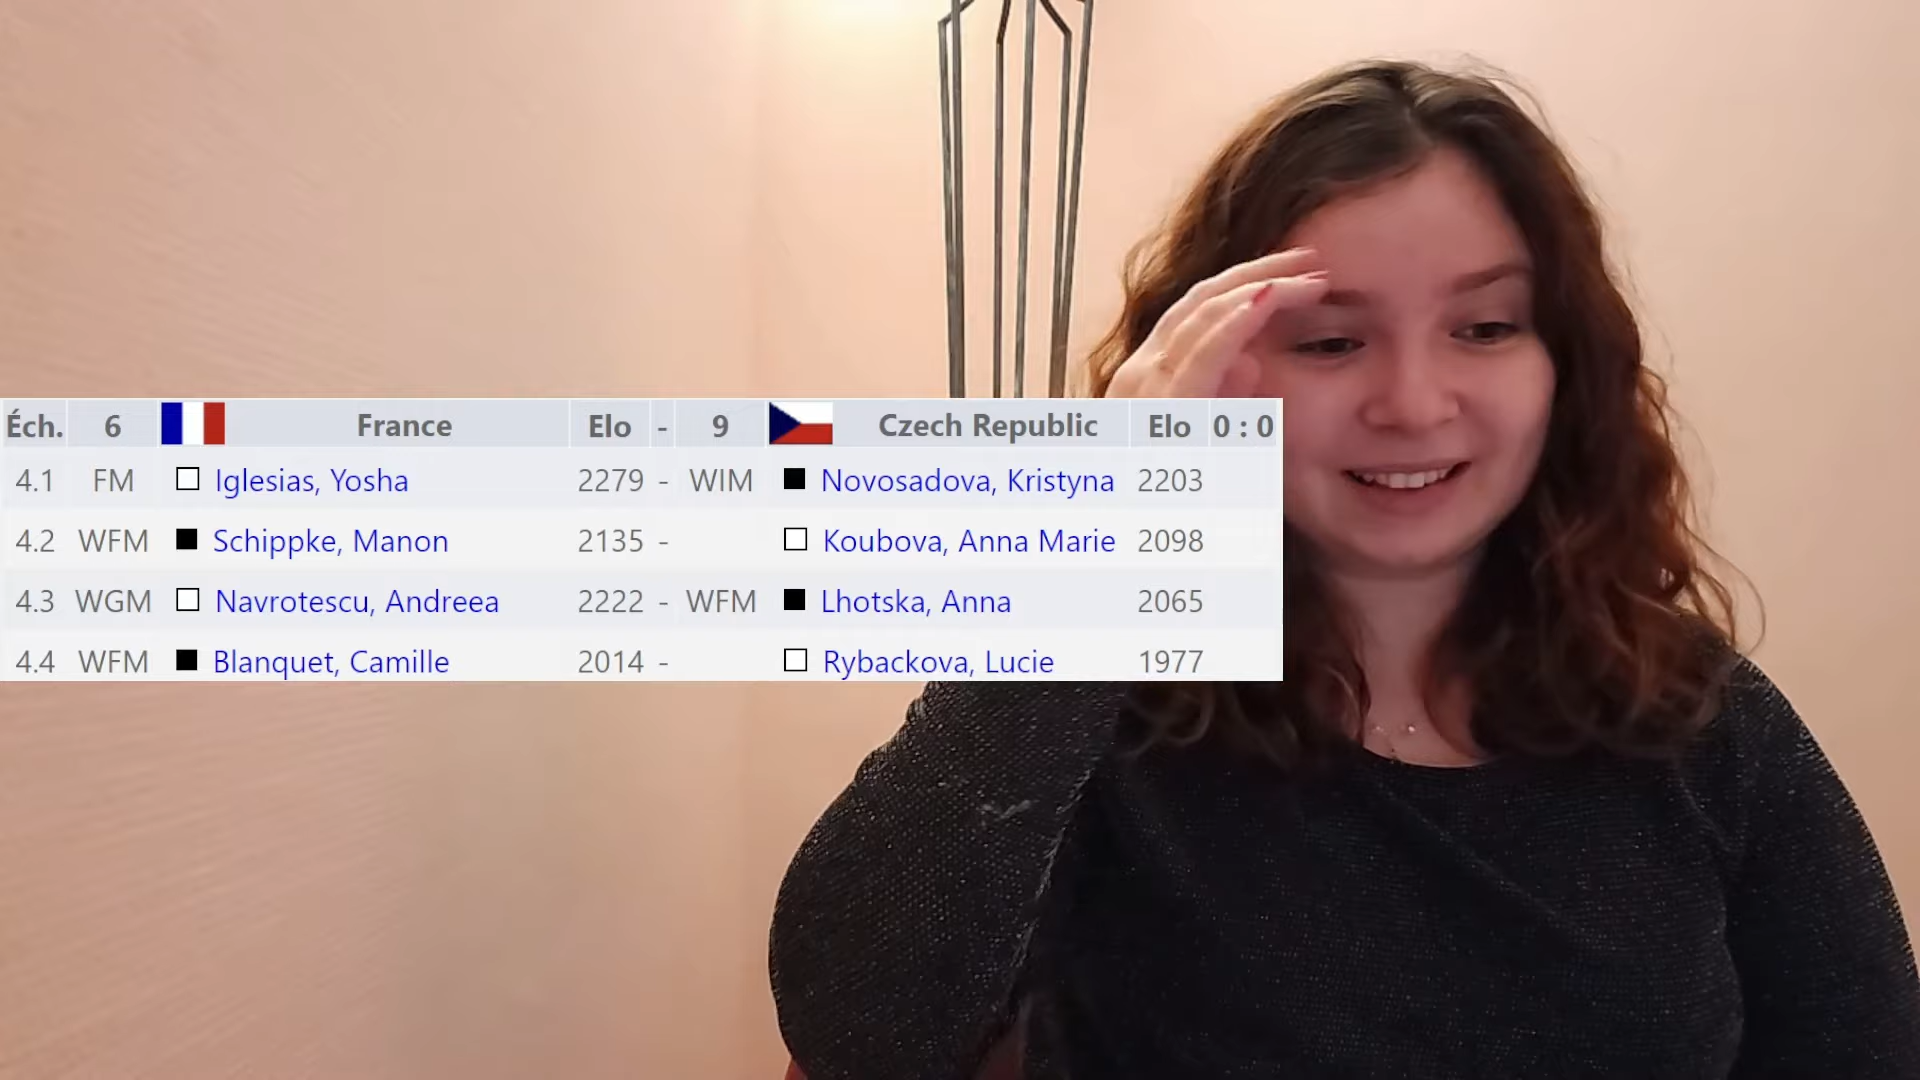 Éch. 6 France Elo - 9 Czech Republic Elo 0 : 0
4.1 FM Iglesias, Yosha 2279 - WIM Novosadova, Kristyna 2203
4.2 WFM Schippke, Manon 2135 - Koubova, Anna Marie 2098
4.3 WGM Navrotescu, Andreea 2222 - WFM Lhotska, Anna 2065
4.4 WFM Blanquet, Camille 2014 - Rybackova, Lucie 1977